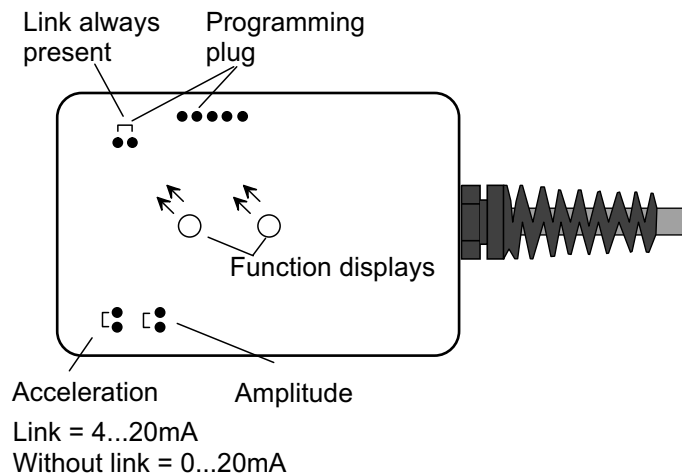 Link always
present
Programming
plug
Function displays
Acceleration
Amplitude
Link = 4...20mA
Without link = 0...20mA